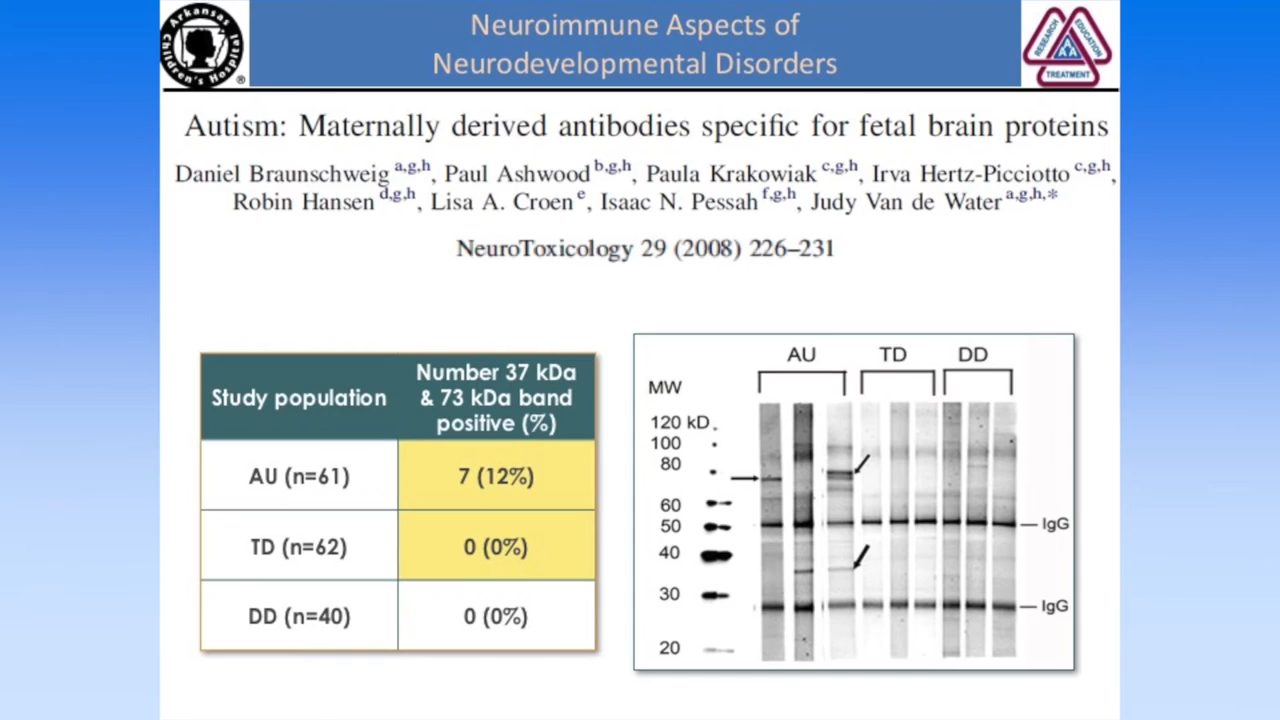 Arkansas
Children's Hospital
®
Neuroimmune Aspects of
Neurodevelopmental Disorders
RESEARCH
EDUCATION
TREATMENT
Autism: Maternally derived antibodies specific for fetal brain proteins
Daniel Braunschweig a,g,h, Paul Ashwood b,g,h, Paula Krakowiak c,g,h, Irva Hertz-Picciotto c,g,h,
Robin Hansen d,g,h, Lisa A. Croen e, Isaac N. Pessah f,g,h, Judy Van de Water a,g,h,*
NeuroToxicology 29 (2008) 226–231
Study population
Number 37 kDa
& 73 kDa band
positive (%)
AU (n=61) 7 (12%)
TD (n=62) 0 (0%)
DD (n=40) 0 (0%)
AU TD DD
MW
120 kD
100
80
60
50 IgG
40
30 IgG
20